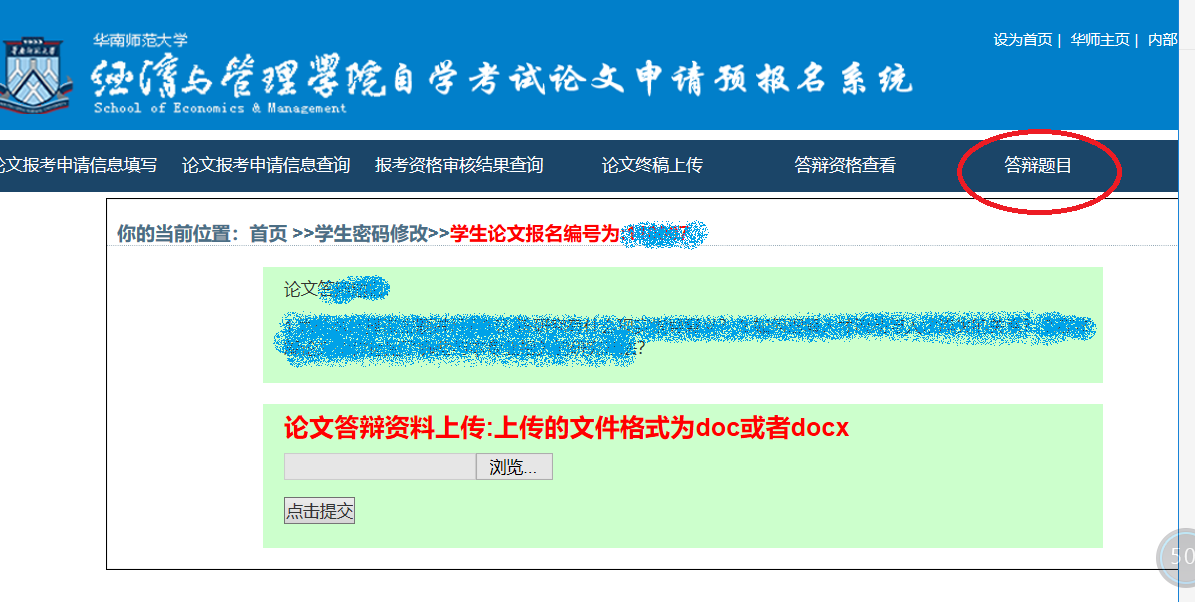 华南师范大学
设为首页 | 华师主页 | 内部
经济与管理学院自学考试论文申请预报名系统
School of Economics & Management
论文报考申请信息填写 论文报考申请信息查询 报考资格审核结果查询 论文终稿上传 答辩资格查看 答辩题目
你的当前位置：首页 >>学生密码修改>>学生论文报名编号为
论文答
?
论文答辩资料上传:上传的文件格式为doc或者docx
浏览...
点击提交
50